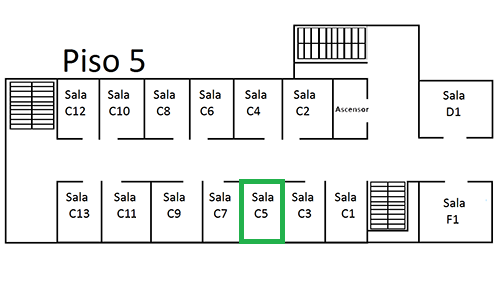 Piso 5
Sala
C12
Sala
C10
Sala
C8
Sala
C6
Sala
C4
Sala
C2
Ascensor
Sala
D1
Sala
C13
Sala
C11
Sala
C9
Sala
C7
Sala
C5
Sala
C3
Sala
C1
Sala
F1